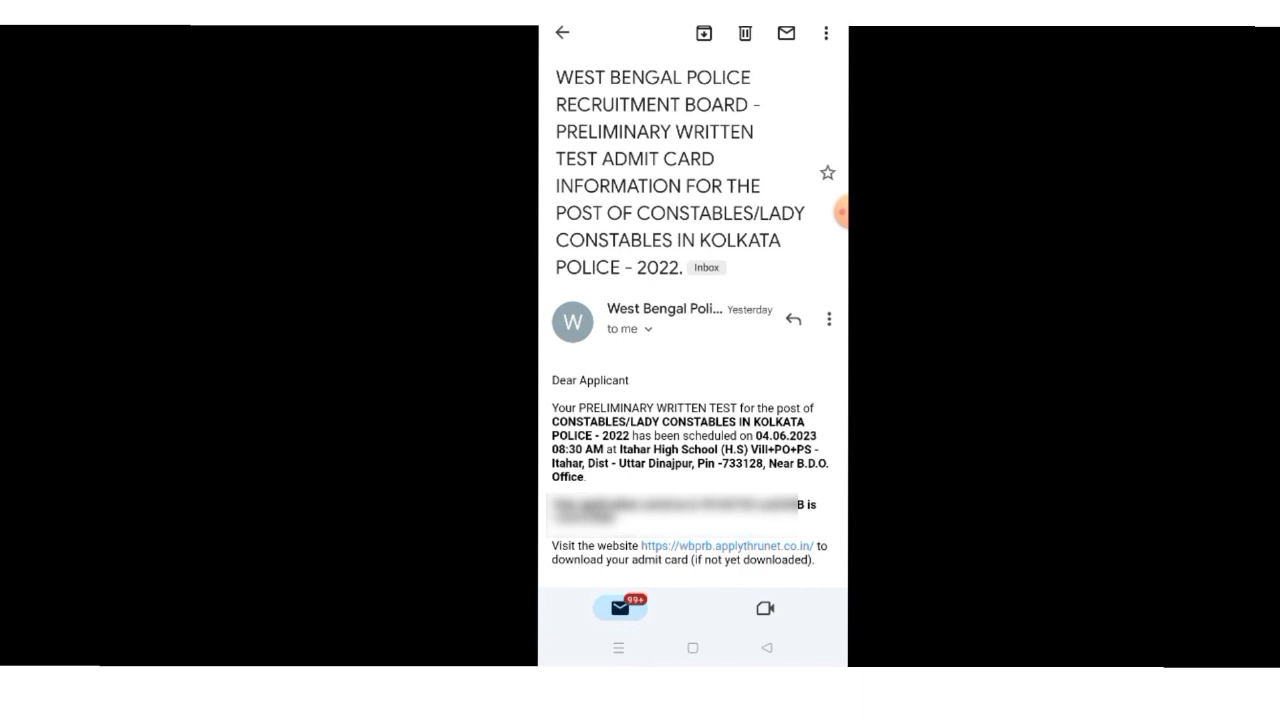 WEST BENGAL POLICE
RECRUITMENT BOARD -
PRELIMINARY WRITTEN
TEST ADMIT CARD
INFORMATION FOR THE
POST OF CONSTABLES/LADY
CONSTABLES IN KOLKATA
POLICE - 2022. Inbox
W
West Bengal Poli... Yesterday
to me
Dear Applicant
Your PRELIMINARY WRITTEN TEST for the post of
CONSTABLES/LADY CONSTABLES IN KOLKATA
POLICE - 2022 has been scheduled on 04.06.2023
08:30 AM at Itahar High School (H.S) Vill+PO+PS -
Itahar, Dist - Uttar Dinajpur, Pin -733128, Near B.D.O.
Office.
B is
Visit the website https://wbprb.applythrunet.co.in/ to
download your admit card (if not yet downloaded).
99+